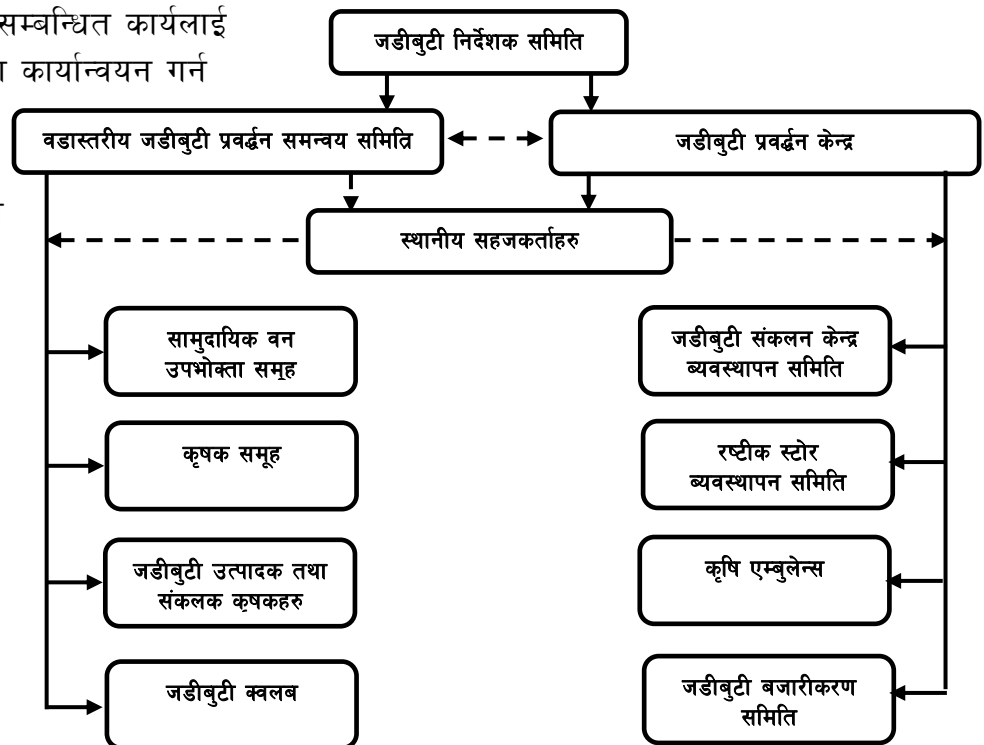 सम्बन्धित कार्यलाई
कार्यान्वयन गर्न
जडीबुटी निर्देशक समिति
वडास्तरीय जडीबुटी प्रवर्द्धन समन्वय समिति
जडीबुटी प्रवर्द्धन केन्द्र
स्थानीय सहजकर्ताहरु
सामुदायिक वन
उपभोक्ता समूह
जडीबुटी संकलन केन्द्र
ब्यवस्थापन समिति
कृषक समूह
रष्टीक स्टोर
ब्यवस्थापन समिति
जडीबुटी उत्पादक तथा
संकलक कृषकहरु
कृषि एम्बुलेन्स
जडीबुटी क्वलब
जडीबुटी बजारीकरण
समिति